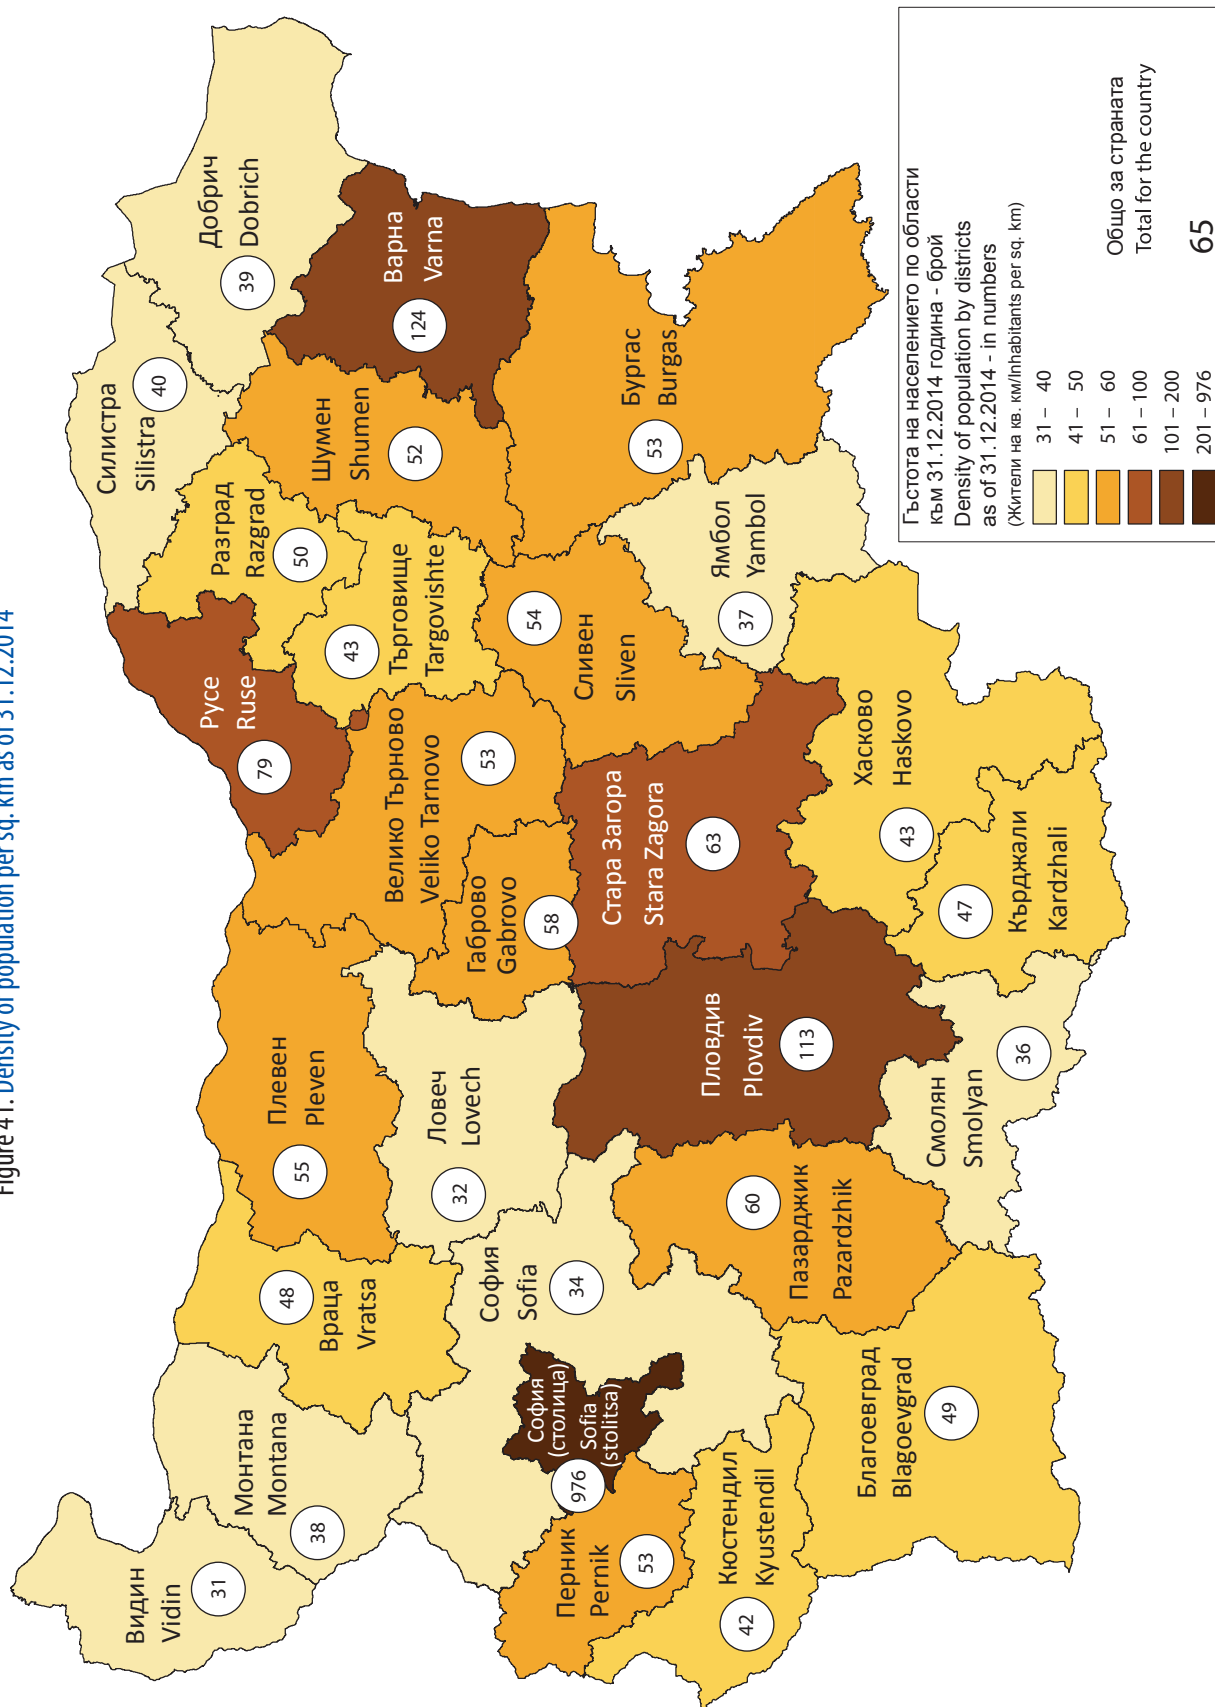 Figure 41. Density of population per sq. km as of 31.12.2014
Видин
Vidin
31
Монтана
Montana
38
Враца
Vratsa
48
Плевен
Pleven
55
Ловеч
Lovech
32
Велико Търново
Veliko Tarnovo
53
Габрово
Gabrovo
58
Русе
Ruse
79
Разград
Razgrad
50
Търговище
Targovishte
43
Силистра
Silistra
40
Добрич
Dobrich
39
Шумен
Shumen
52
Варна
Varna
124
Бургас
Burgas
53
Сливен
Sliven
54
Ямбол
Yambol
37
Стара Загора
Stara Zagora
63
Хасково
Haskovo
43
Кърджали
Kardzhali
47
Пловдив
Plovdiv
113
Смолян
Smolyan
36
Пазарджик
Pazardzhik
60
София
Sofia
34
София
(столица)
Sofia
(stolitsa)
976
Перник
Pernik
53
Кюстендил
Kyustendil
42
Благоевград
Blagoevgrad
49
Гъстота на населението по области
към 31.12.2014 година - брой
Density of population by districts
as of 31.12.2014 - in numbers
(Жители на кв. км/Inhabitants per sq. km)
31 – 40
41 – 50
51 – 60
61 – 100
101 – 200
201 – 976
Общо за страната
Total for the country
65